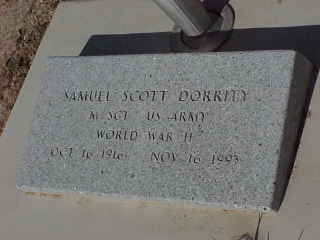 SAMUEL SCOTT DORRITY
M SGT US ARMY
WORLD WAR II
OCT 16 1916 NOV 16 1993